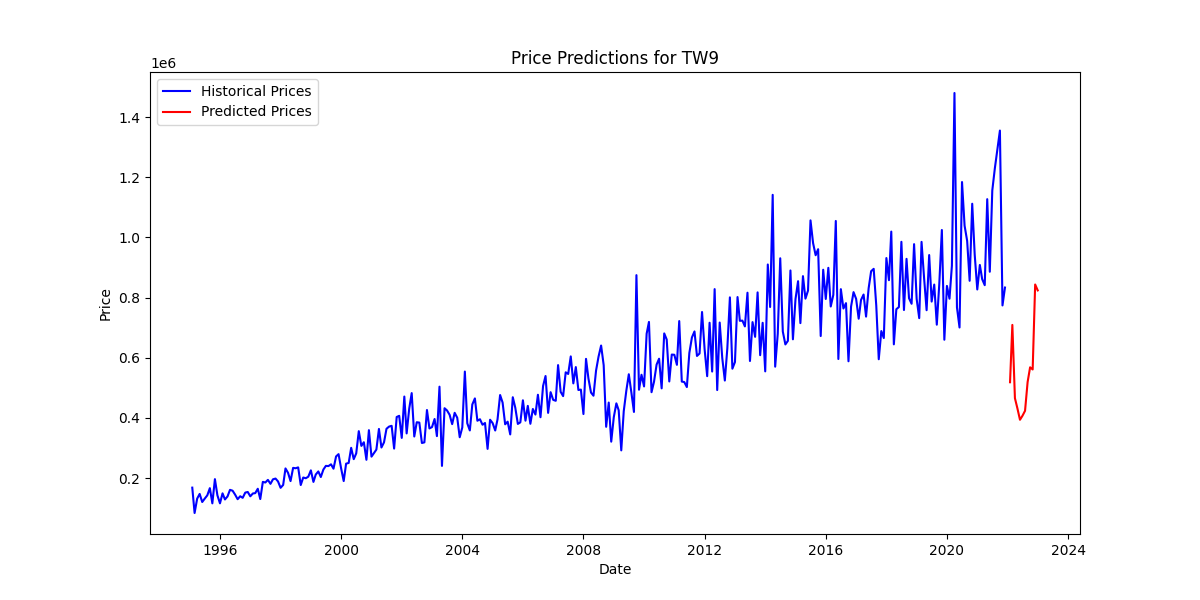 Price Predictions for TW9
1e6
Historical Prices
Predicted Prices
1.4
1.2
1.0
0.8
0.6
0.4
0.2
Price
1996 2000 2004 2008 2012 2016 2020 2024
Date